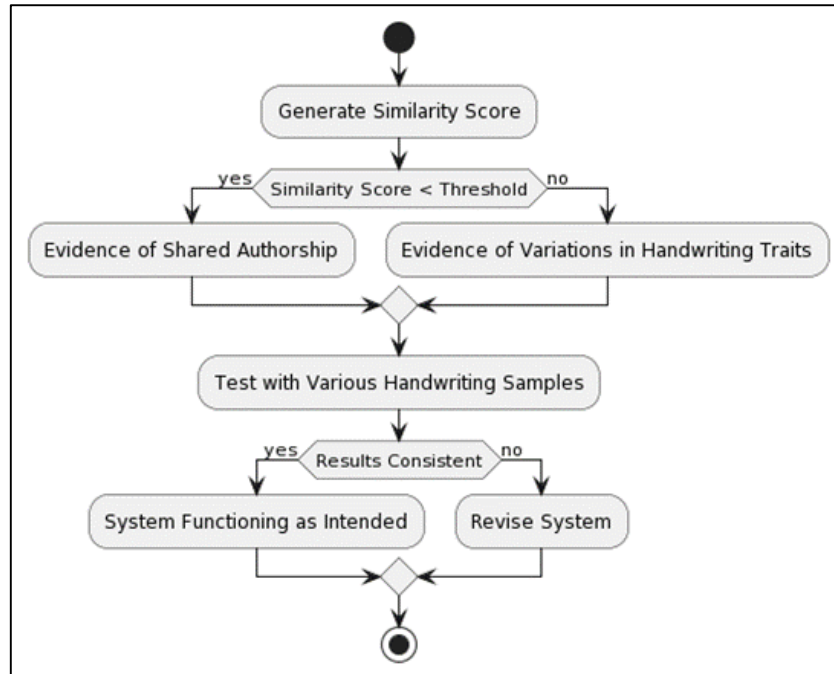 Generate Similarity Score
yes
Similarity Score < Threshold
no
Evidence of Shared Authorship
Evidence of Variations in Handwriting Traits
Test with Various Handwriting Samples
yes
Results Consistent
no
System Functioning as Intended
Revise System